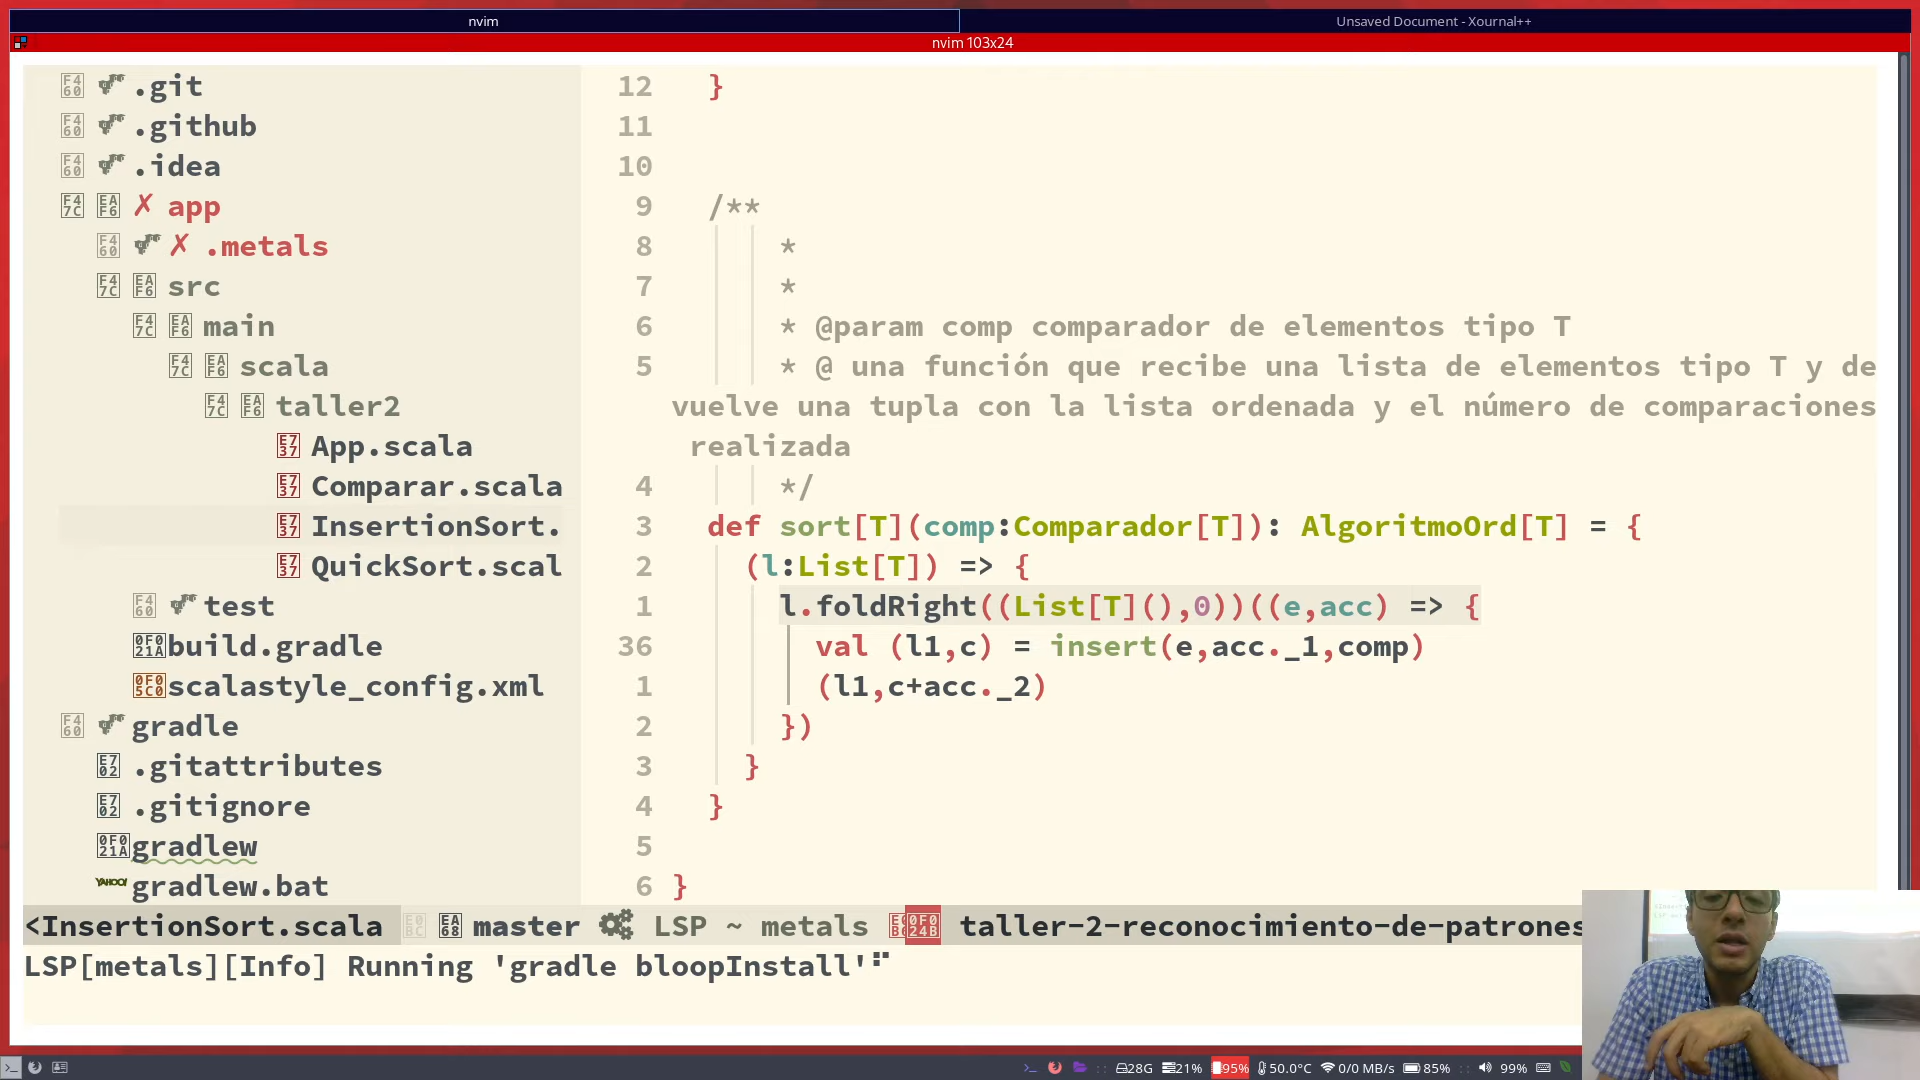 nvim
Unsaved Document - Xournal++
nvim 103x24
.git
.github
.idea
✗ app
✗ .metals
src
main
scala
taller2
App.scala
Comparar.scala
InsertionSort.
QuickSort.scal
test
build.gradle
scalastyle_config.xml
gradle
.gitattributes
.gitignore
gradlew
YAHOO! gradlew.bat
12 }
11
10
9 /**
8 *
7 *
6 * @param comp comparador de elementos tipo T
5 * @ una función que recibe una lista de elementos tipo T y de
vuelve una tupla con la lista ordenada y el número de comparaciones
realizada
4 */
3 def sort[T](comp:Comparador[T]): AlgoritmoOrd[T] = {
2 (l:List[T]) => {
1 l.foldRight((List[T](),0))((e,acc) => {
36 val (l1,c) = insert(e,acc._1,comp)
1 (l1,c+acc._2)
2 })
3 }
4 }
5
6 }
<InsertionSort.scala master LSP ~ metals taller-2-reconocimiento-de-patrones
LSP[metals][Info] Running 'gradle bloopInstall'
28G 21% 95% 50.0°C 0/0 MB/s 85% 99%